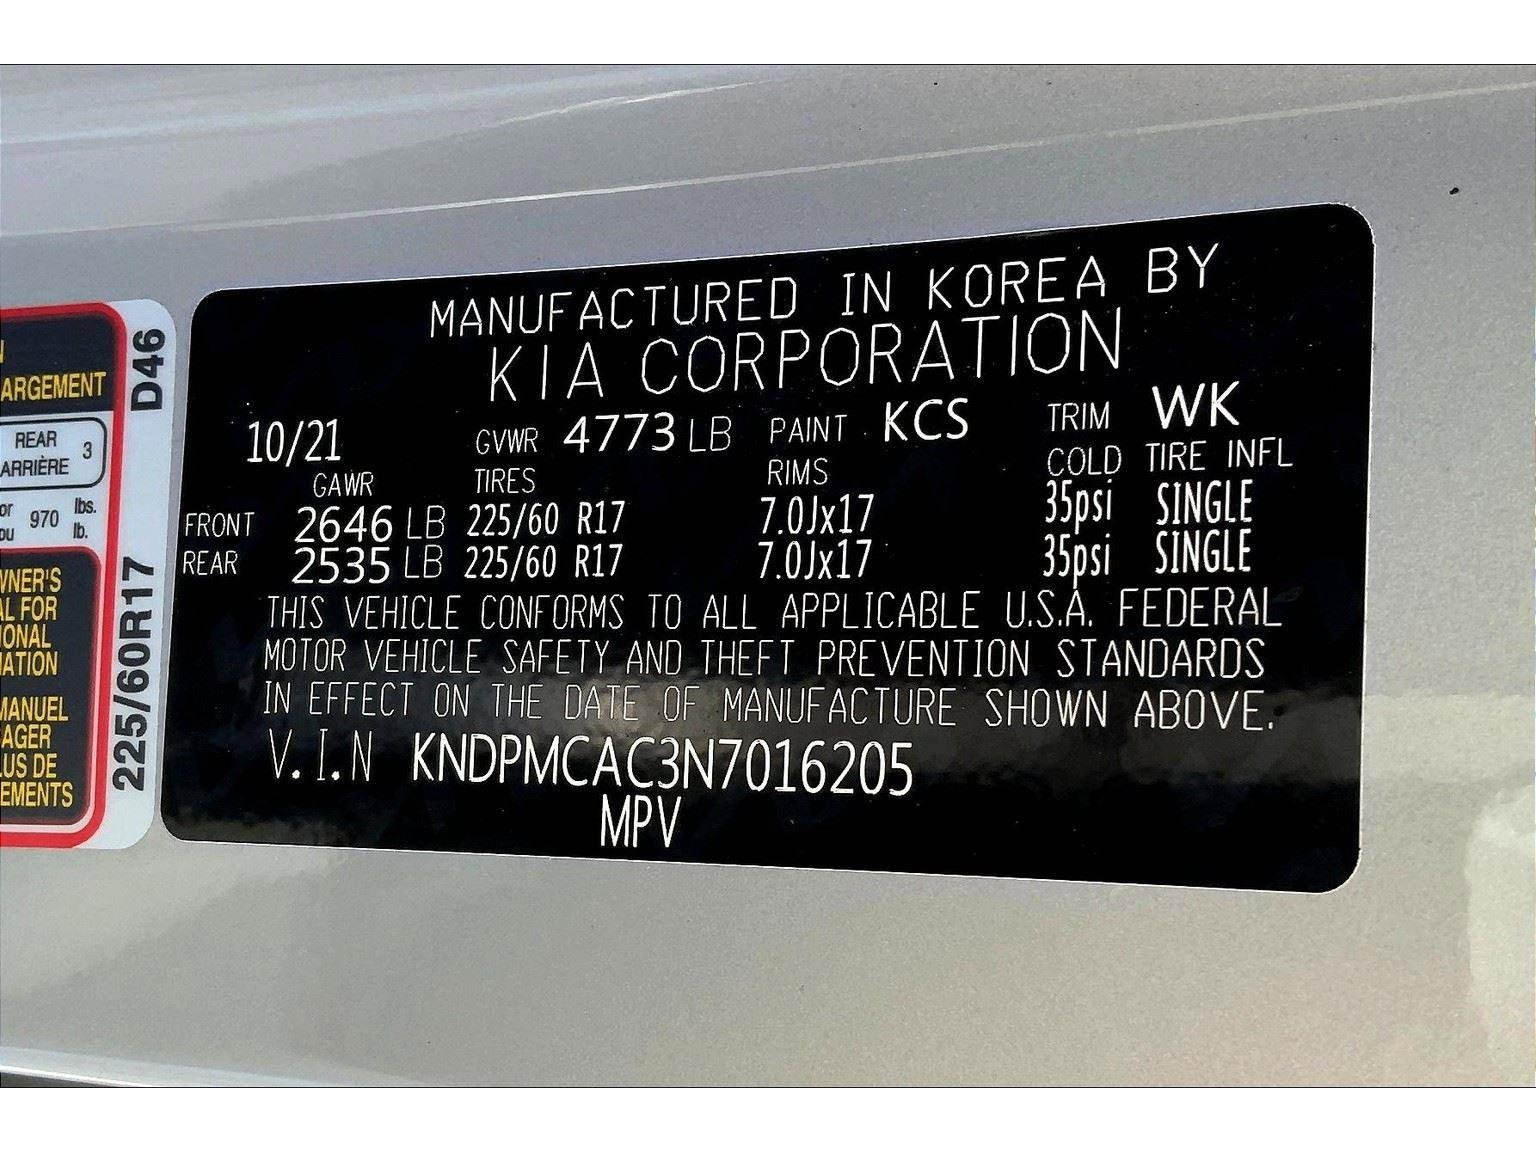 ARGEMENT
REAR
ARRIÈRE 3
or
ou 970 lbs.
lb.
WNER'S
AL FOR
IONAL
MATION
MANUEL
AGER
LUS DE
EMENTS
D46
225/60R17
MANUFACTURED IN KOREA BY
KIA CORPORATION
10/21 GVWR 4773 LB PAINT KCS TRIM WK
GAWR TIRES RIMS COLD TIRE INFL
FRONT 2646 LB 225/60 R17 7.0Jx17 35psi SINGLE
REAR 2535 LB 225/60 R17 7.0Jx17 35psi SINGLE
THIS VEHICLE CONFORMS TO ALL APPLICABLE U.S.A. FEDERAL
MOTOR VEHICLE SAFETY AND THEFT PREVENTION STANDARDS
IN EFFECT ON THE DATE OF MANUFACTURE SHOWN ABOVE.
V.I.N KNDPMCAC3N7016205
MPV